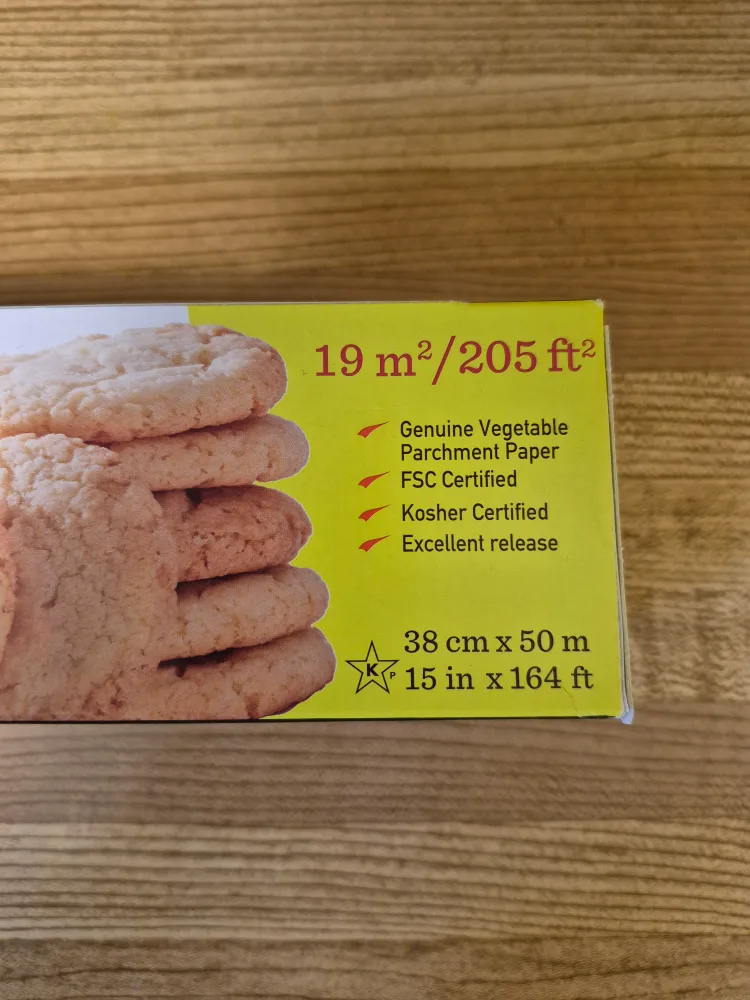 19 m²/205 ft²
Genuine Vegetable
Parchment Paper
FSC Certified
Kosher Certified
Excellent release
38 cm x 50 m
K P 15 in x 164 ft